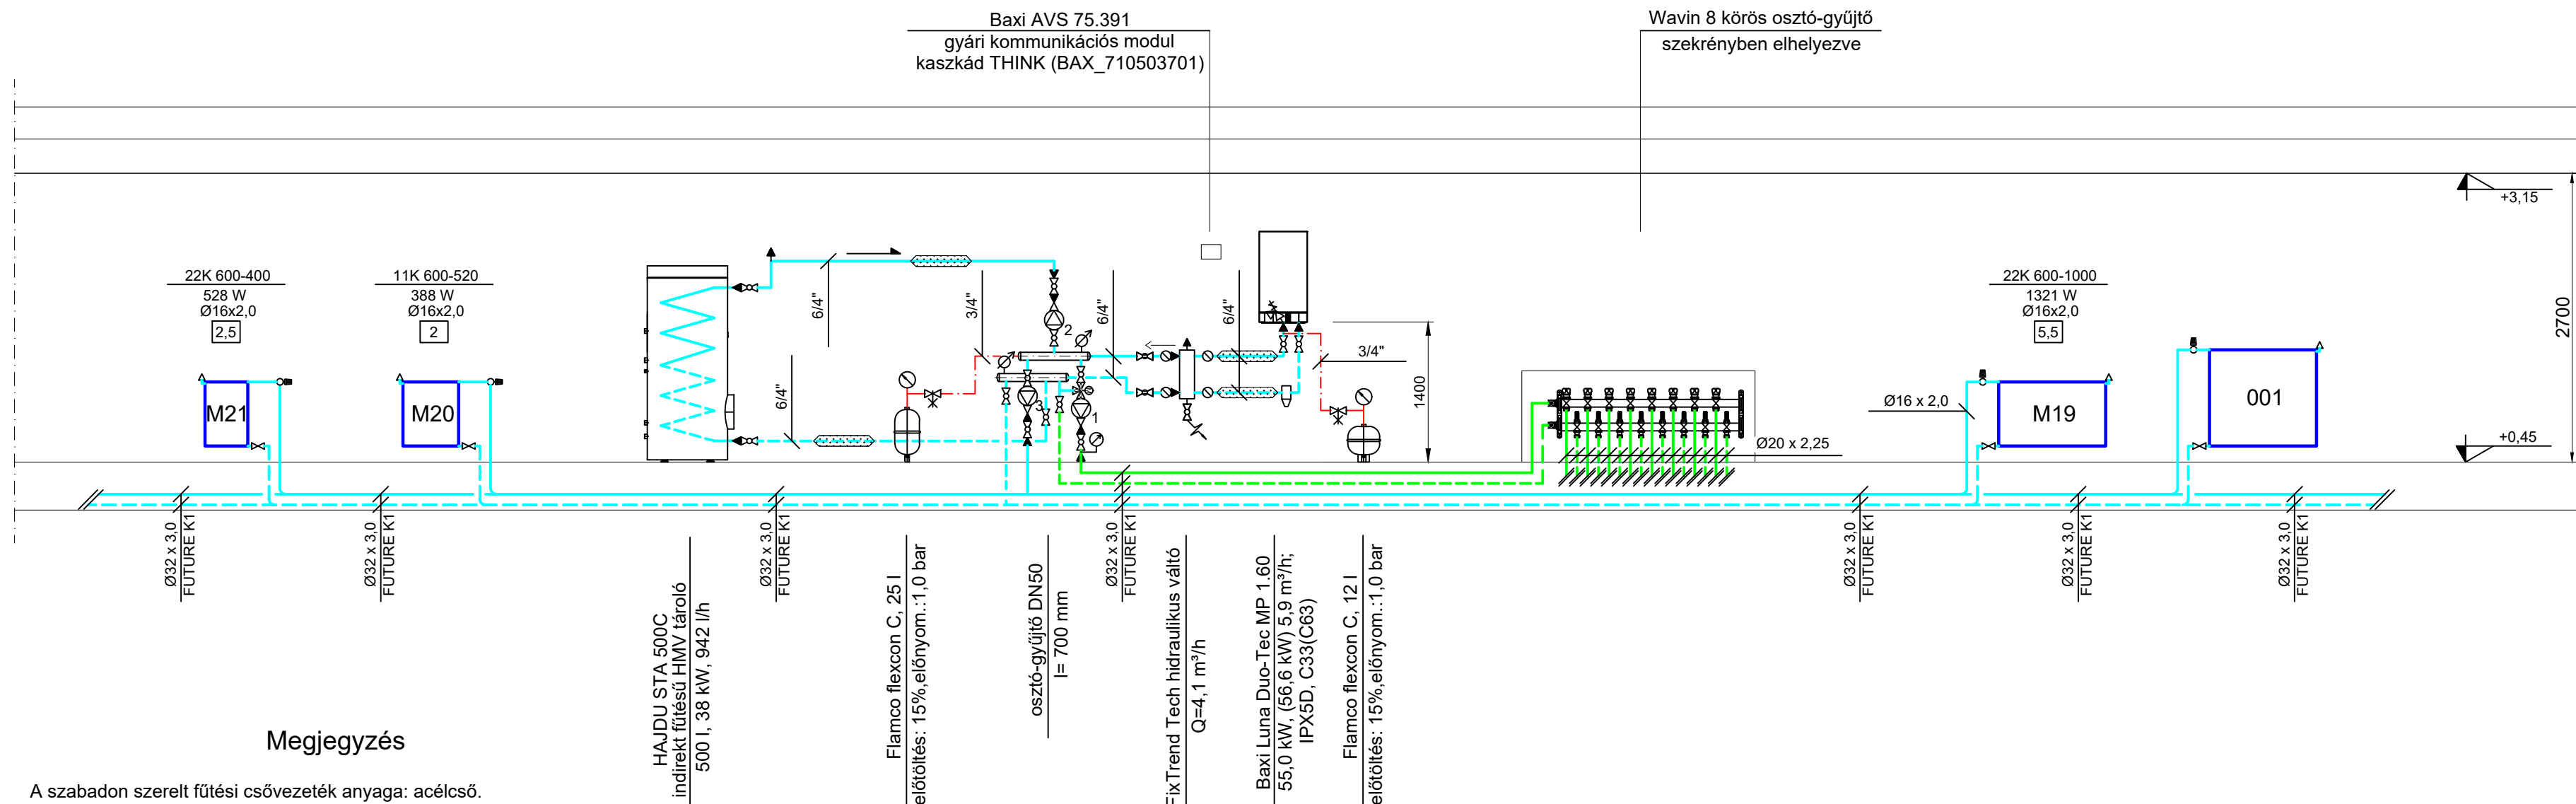 Baxi AVS 75.391
gyári kommunikációs modul
kaszkád THINK (BAX_710503701)
Wavin 8 körös osztó-gyűjtő
szekrényben elhelyezve
+3,15
2700
22K 600-400
528 W
Ø16x2,0
2,5
11K 600-520
388 W
Ø16x2,0
2
22K 600-1000
1321 W
Ø16x2,0
5,5
6/4"
3/4"
6/4"
6/4"
6/4"
3/4"
1400
2
3
1
M21
M20
Ø16 x 2,0
M19
001
Ø20 x 2,25
+0,45
Ø32 x 3,0
FUTURE K1
Ø32 x 3,0
FUTURE K1
Ø32 x 3,0
FUTURE K1
Ø32 x 3,0
FUTURE K1
Ø32 x 3,0
FUTURE K1
Ø32 x 3,0
FUTURE K1
Ø32 x 3,0
FUTURE K1
HAJDU STA 500C
indirekt fűtésű HMV tároló
500 l, 38 kW, 942 l/h
Flamco flexcon C, 25 l
előtöltés: 15%,előnyom.:1,0 bar
osztó-gyűjtő DN50
l= 700 mm
FixTrend Tech hidraulikus váltó
Q=4,1 m³/h
Baxi Luna Duo-Tec MP 1.60
55,0 kW, (56,6 kW) 5,9 m³/h;
IPX5D, C33(C63)
Flamco flexcon C, 12 l
előtöltés: 15%,előnyom.:1,0 bar
Megjegyzés
A szabadon szerelt fűtési csővezeték anyaga: acélcső.